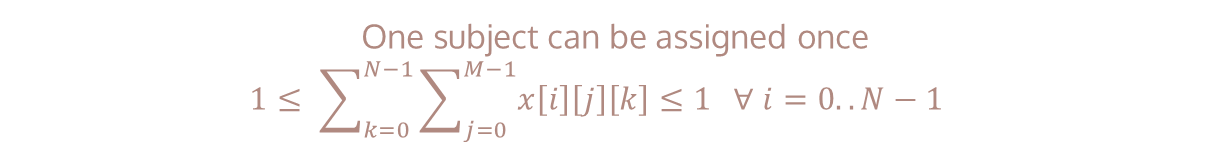 One subject can be assigned once
1 ≤ ∑_{k=0}^{N−1} ∑_{j=0}^{M−1} x[i][j][k] ≤ 1 ∀ i = 0..N − 1